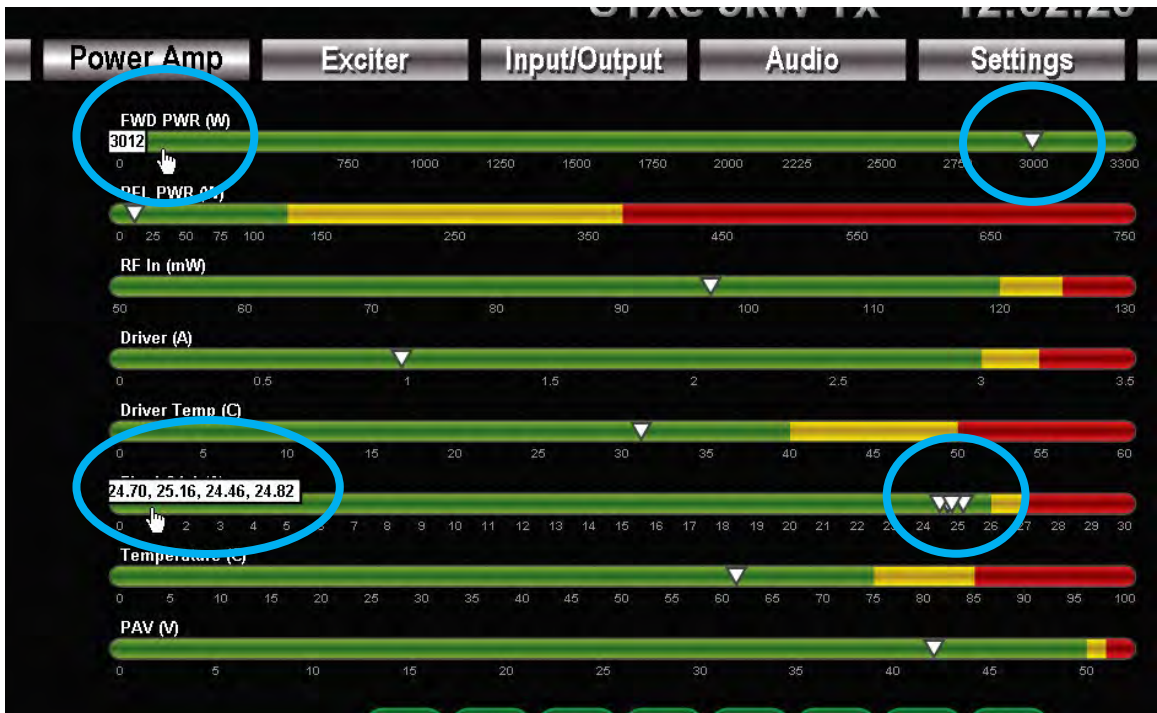 Power Amp Exciter Input/Output Audio Settings
FWD PWR (W)
3012
0 750 1000 1250 1500 1750 2000 2225 2500 2750 3000 3300
PWR (W)
0 25 50 75 100 150 250 350 450 550 650 750
RF In (mW)
50 60 70 80 90 100 110 120 130
Driver (A)
0 0.5 1 1.5 2 2.5 3 3.5
Driver Temp (C)
0 5 10 15 20 25 30 35 40 45 50 55 60
24.70, 25.16, 24.46, 24.82
0 2 3 4 5 7 8 9 10 11 12 13 14 15 16 17 18 19 20 21 22 23 24 25 26 27 28 29 30
Temperature (C)
0 5 10 15 20 25 30 35 40 45 50 55 60 65 70 75 80 85 90 95 100
PAV (V)
0 5 10 15 20 25 30 35 40 45 50